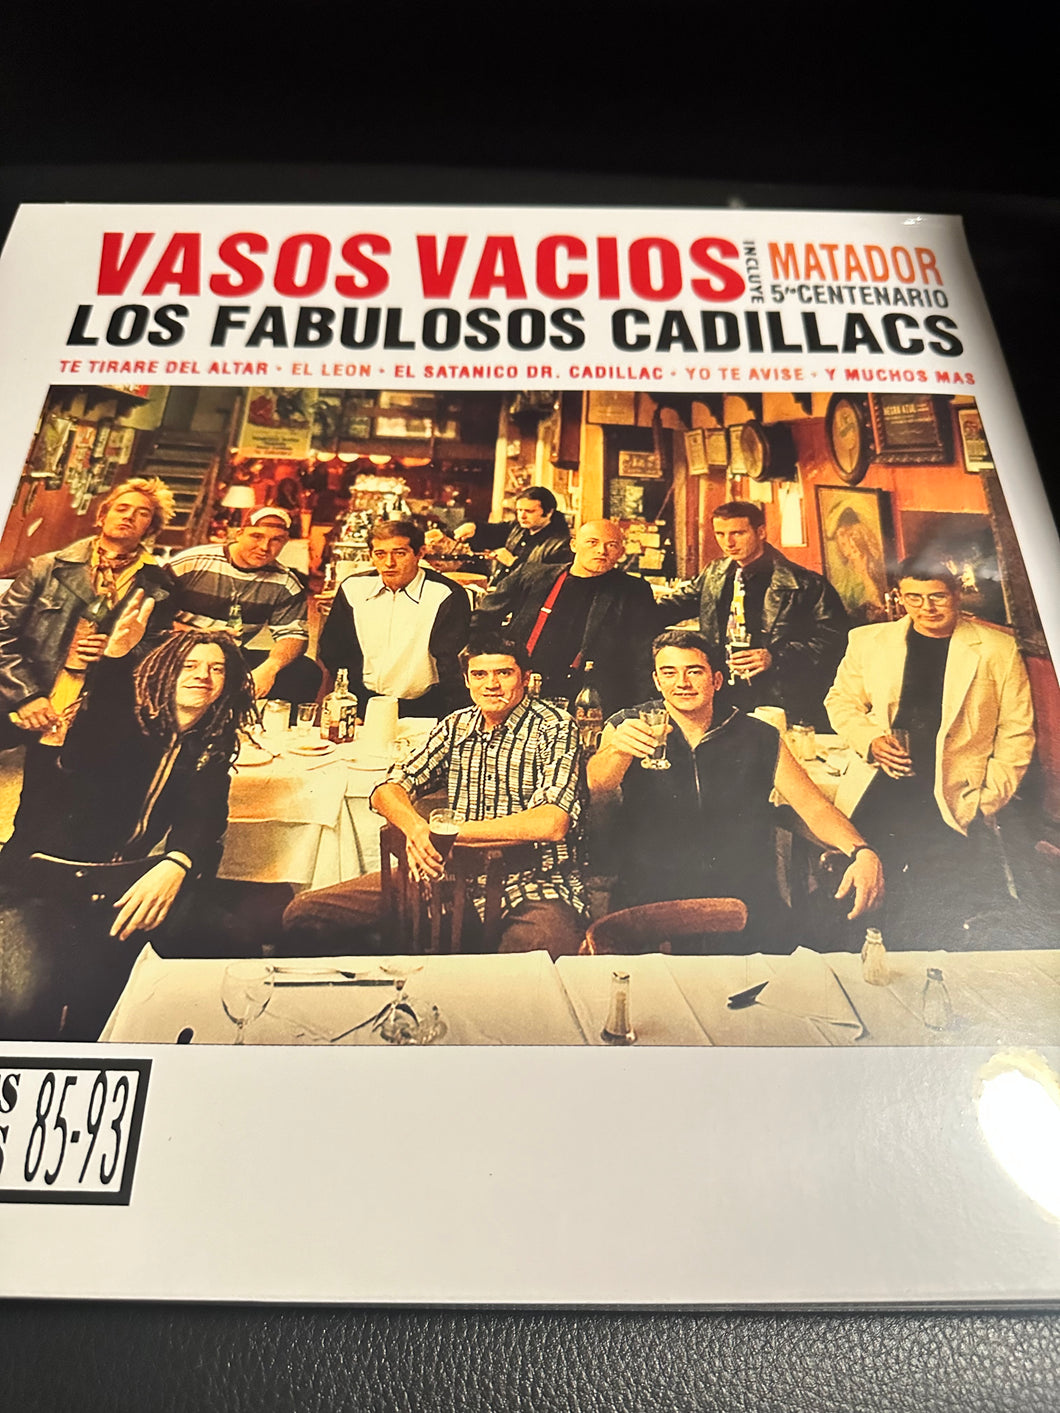 VASOS VACIOS
INCLUYE
MATADOR
5to CENTENARIO
LOS FABULOSOS CADILLACS
TE TIRARE DEL ALTAR · EL LEON · EL SATANICO DR. CADILLAC · YO TE AVISE · Y MUCHOS MAS
85-93